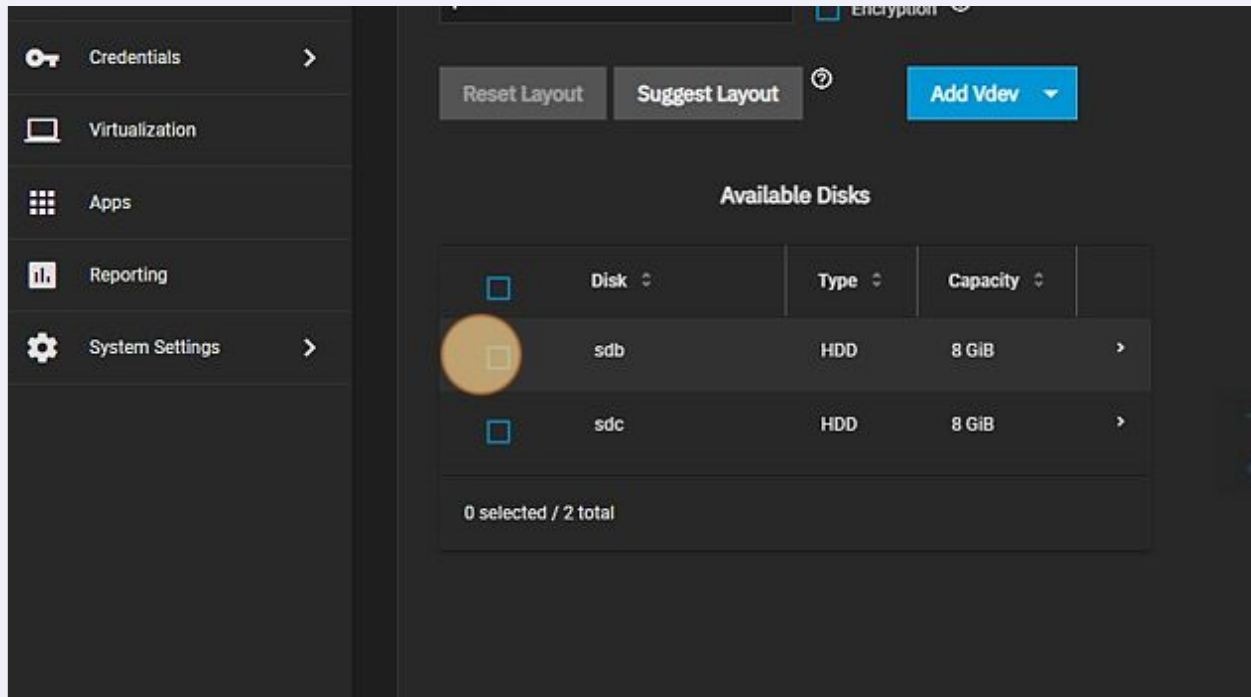 Encryption
Credentials
Reset Layout Suggest Layout Add Vdev
Virtualization
Available Disks
Apps
Reporting
Disk Type Capacity
System Settings
sdb HDD 8 GiB
sdc HDD 8 GiB
0 selected / 2 total